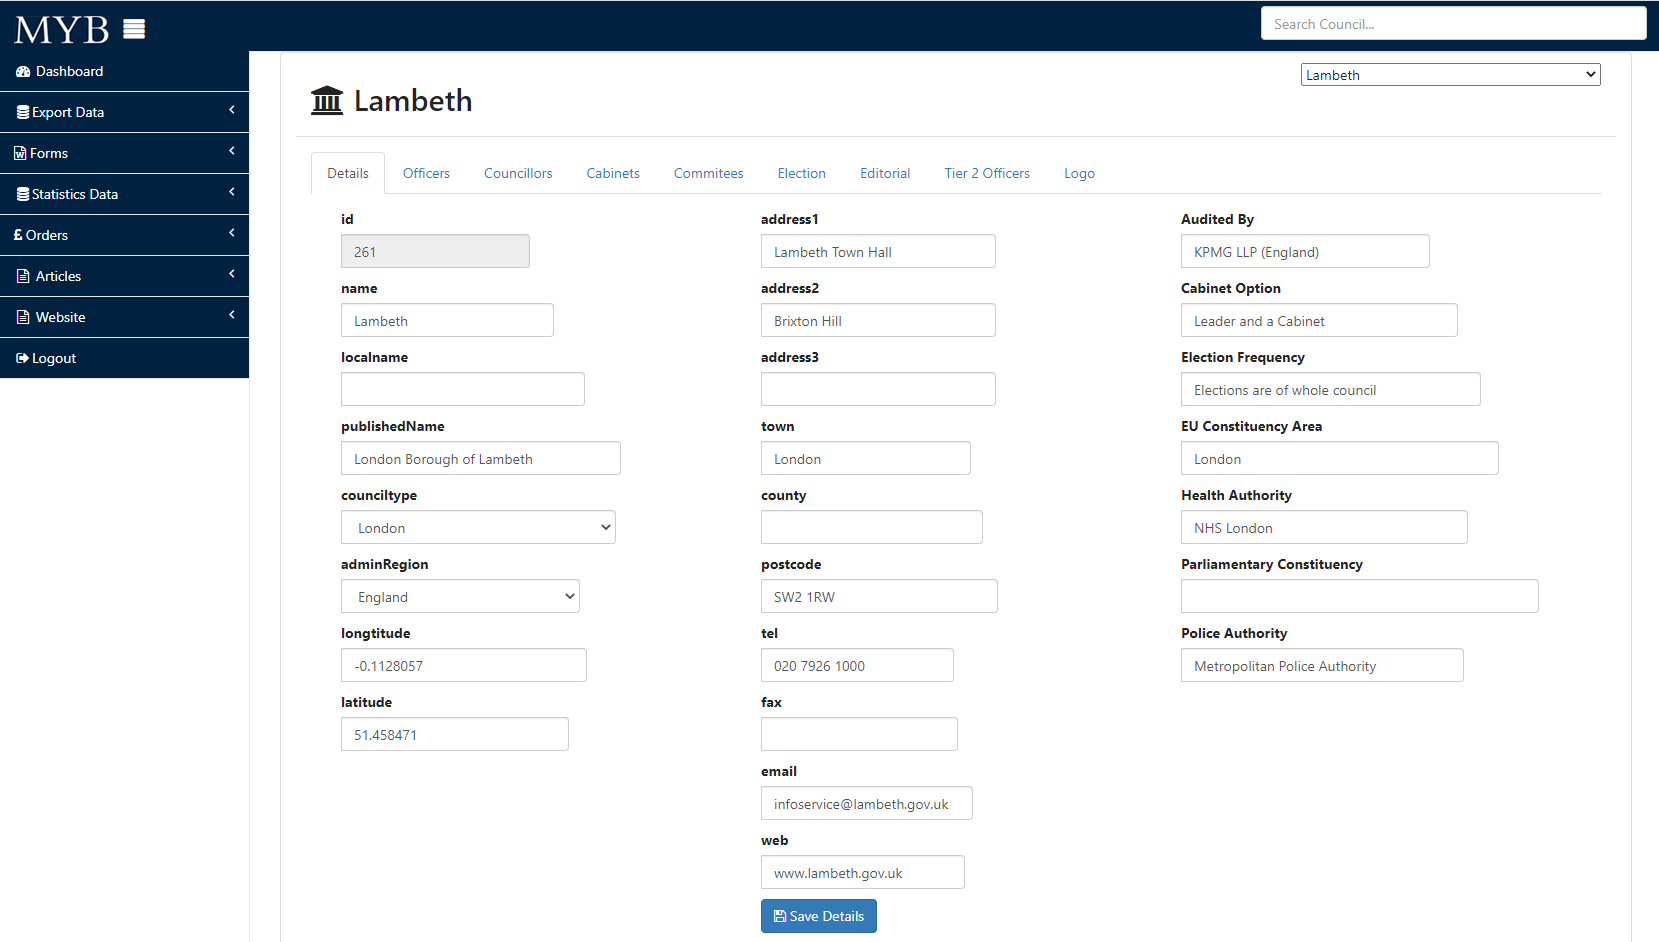 MYB
Search Council...
Dashboard
Export Data
Forms
Statistics Data
Orders
Articles
Website
Logout
Lambeth
Lambeth
Details Officers Councillors Cabinets Commitees Election Editorial Tier 2 Officers Logo
id
261
name
Lambeth
localname
publishedName
London Borough of Lambeth
counciltype
London
adminRegion
England
longtitude
-0.1128057
latitude
51.458471
address1
Lambeth Town Hall
address2
Brixton Hill
address3
town
London
county
postcode
SW2 1RW
tel
020 7926 1000
fax
email
infoservice@lambeth.gov.uk
web
www.lambeth.gov.uk
Save Details
Audited By
KPMG LLP (England)
Cabinet Option
Leader and a Cabinet
Election Frequency
Elections are of whole council
EU Constituency Area
London
Health Authority
NHS London
Parliamentary Constituency
Police Authority
Metropolitan Police Authority